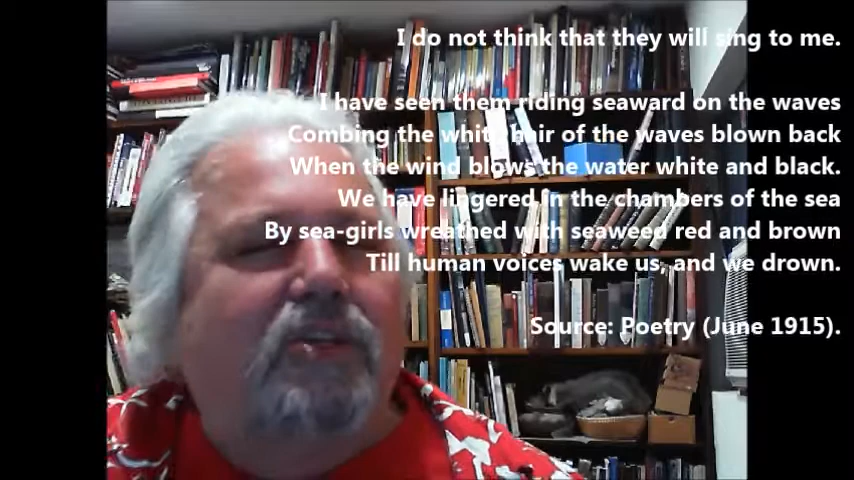 I do not think that they will sing to me.
I have seen them riding seaward on the waves
Combing the white hair of the waves blown back
When the wind blows the water white and black.
We have lingered in the chambers of the sea
By sea-girls wreathed with seaweed red and brown
Till human voices wake us, and we drown.
Source: Poetry (June 1915).